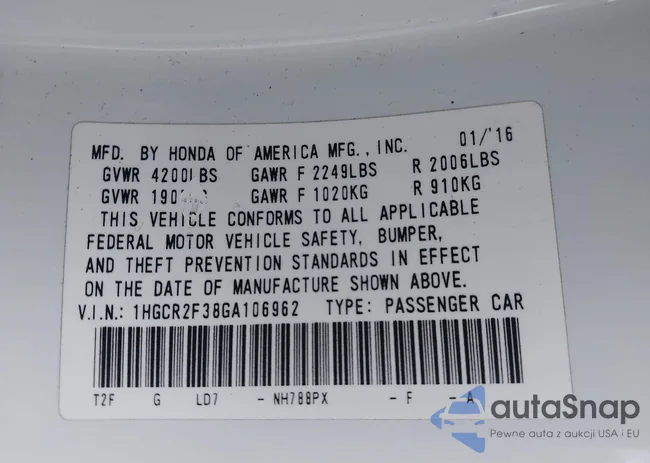 MFD. BY HONDA OF AMERICA MFG., INC. 01/'16
GVWR 4200LBS GAWR F 2249LBS R 2006LBS
GVWR GAWR F 1020KG R 910KG
THIS VEHICLE CONFORMS TO ALL APPLICABLE
FEDERAL MOTOR VEHICLE SAFETY, BUMPER,
AND THEFT PREVENTION STANDARDS IN EFFECT
ON THE DATE OF MANUFACTURE SHOWN ABOVE.
V.I.N.: 1HGCR2F38GA106962 TYPE: PASSENGER CAR
T2F G LD7 - NH788PX - F - A
autaSnap
Pewne auta z aukcji USA i EU